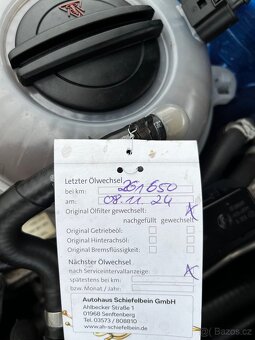 Letzter Ölwechsel
bei km: 261650
am: 08.11.24
Original Ölfilter gewechselt: X
nachgefüllt gewechselt
Original Getriebeöl:
Original Hinterachsöl:
Original Bremsflüssigkeit:
Nächster Ölwechsel
nach Serviceintervallanzeige: X
spätestens bei km:
bzw. Monat / Jahr:
Autohaus Schiefelbein GmbH
Ahlbecker Straße 1
01968 Senftenberg
Tel. 03573 / 808810
www.ah-schiefelbein.de
Bazoš.cz